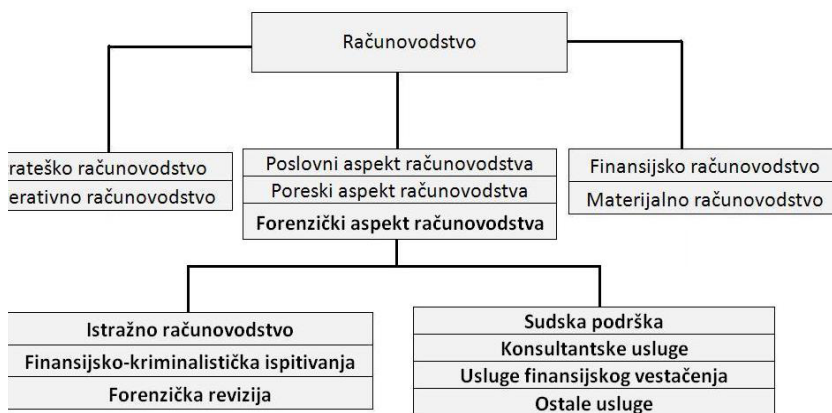 Računovodstvo
rateško računovodstvo
erativno računovodstvo
Poslovni aspekt računovodstva
Poreski aspekt računovodstva
Forenzički aspekt računovodstva
Finansijsko računovodstvo
Materijalno računovodstvo
Istražno računovodstvo
Finansijsko-kriminalistička ispitivanja
Forenzička revizija
Sudska podrška
Konsultantske usluge
Usluge finansijskog vestačenja
Ostale usluge